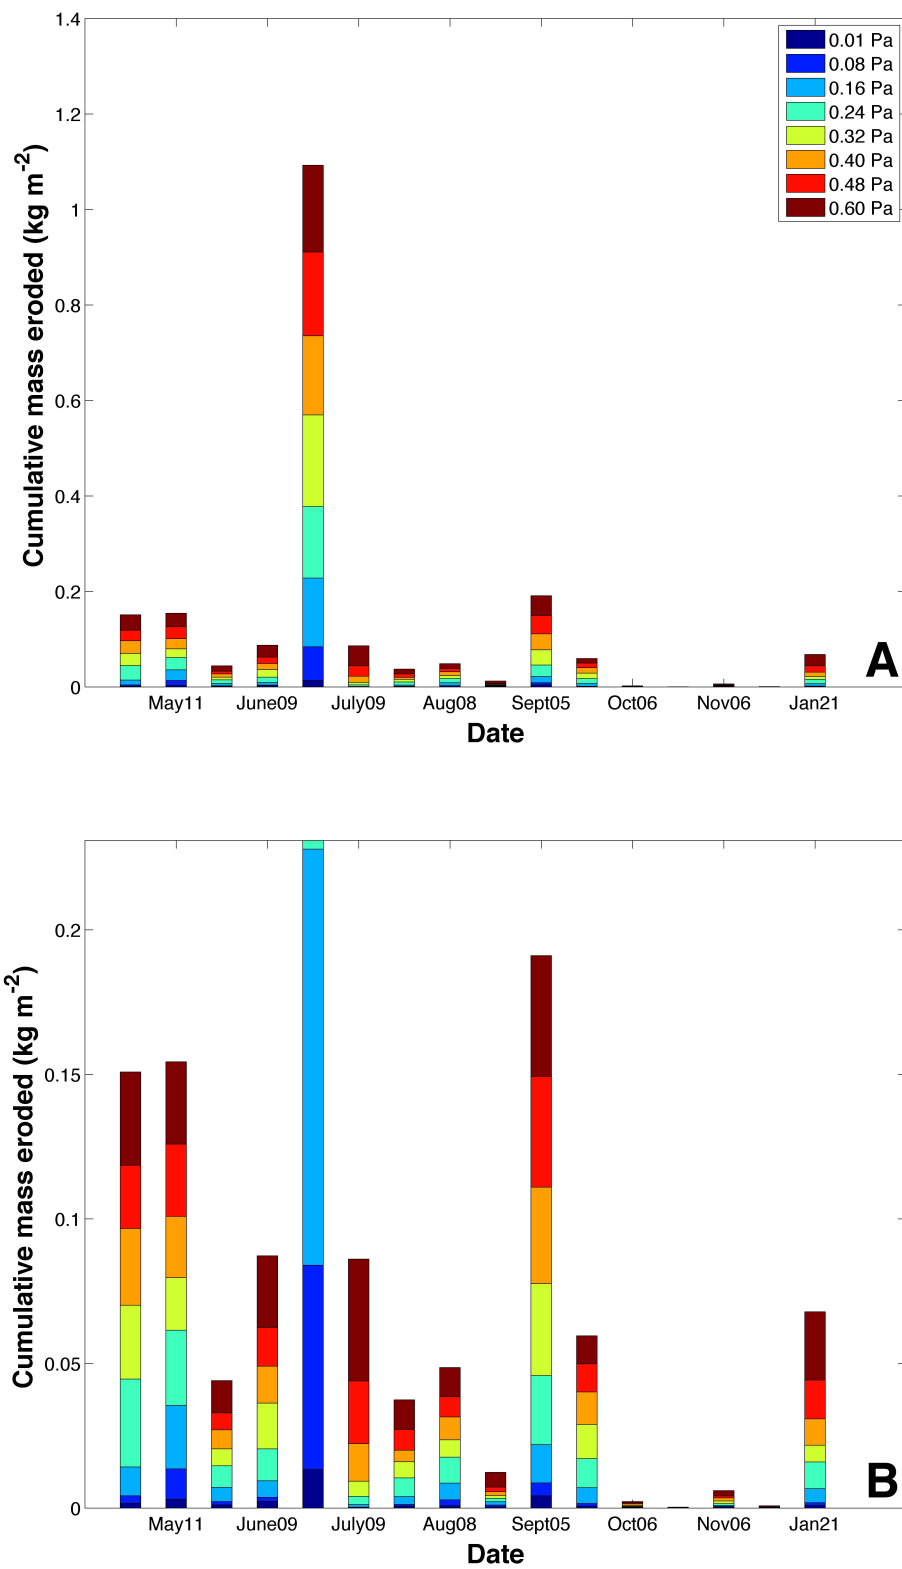 1.4
1.2
1
0.8
0.6
0.4
0.2
0
Cumulative mass eroded (kg m-2)
0.01 Pa
0.08 Pa
0.16 Pa
0.24 Pa
0.32 Pa
0.40 Pa
0.48 Pa
0.60 Pa
A
May11 June09 July09 Aug08 Sept05 Oct06 Nov06 Jan21
Date
0.2
0.15
0.1
0.05
0
Cumulative mass eroded (kg m-2)
B
May11 June09 July09 Aug08 Sept05 Oct06 Nov06 Jan21
Date